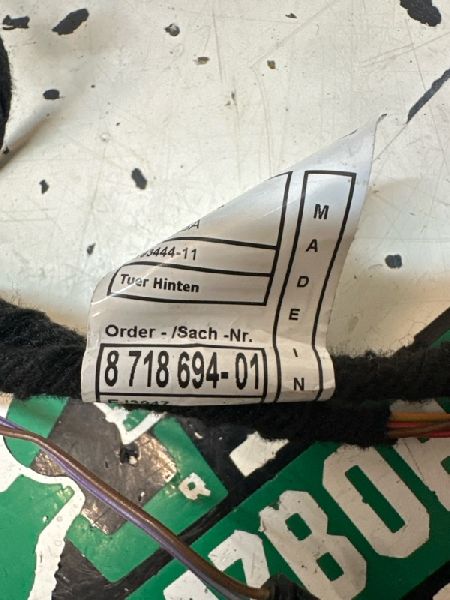 3444-11
Tuer Hinten
Order - /Sach -Nr.
8 718 694-01
MADE IN
R